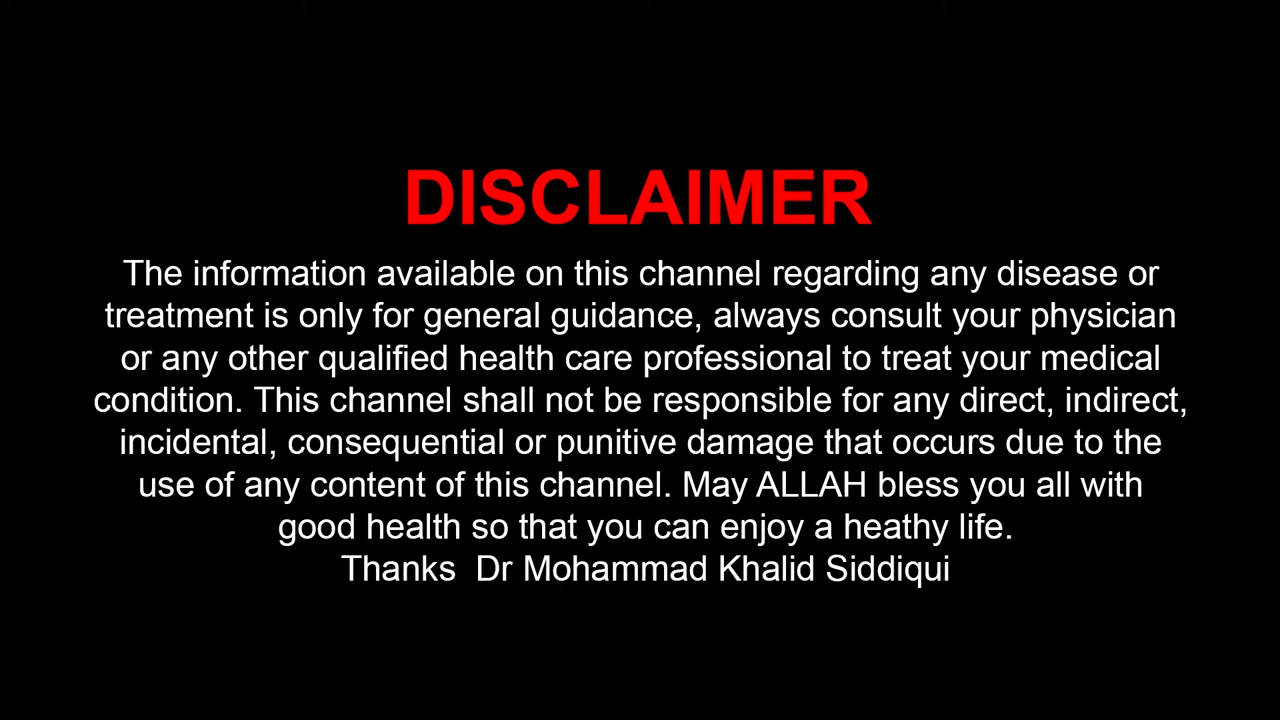 DISCLAIMER
The information available on this channel regarding any disease or
treatment is only for general guidance, always consult your physician
or any other qualified health care professional to treat your medical
condition. This channel shall not be responsible for any direct, indirect,
incidental, consequential or punitive damage that occurs due to the
use of any content of this channel. May ALLAH bless you all with
good health so that you can enjoy a heathy life.
Thanks  Dr Mohammad Khalid Siddiqui